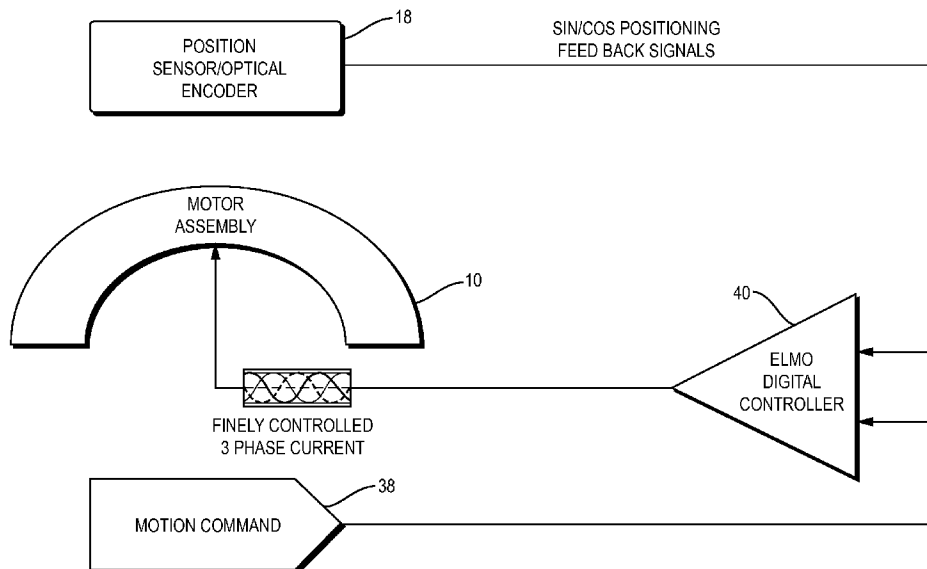 18
POSITION
SENSOR/OPTICAL
ENCODER
SIN/COS POSITIONING
FEED BACK SIGNALS
MOTOR
ASSEMBLY
10
40
ELMO
DIGITAL
CONTROLLER
FINELY CONTROLLED
3 PHASE CURRENT
38
MOTION COMMAND